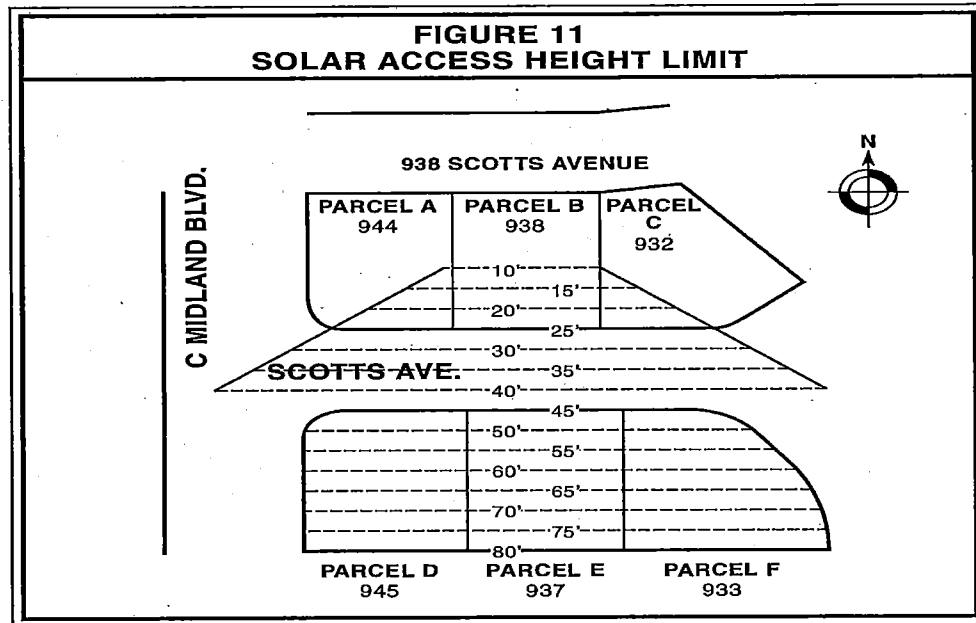 FIGURE 11
SOLAR ACCESS HEIGHT LIMIT
938 SCOTTS AVENUE
N
C MIDLAND BLVD.
PARCEL A
944
PARCEL B
938
PARCEL
C
932
10'
15'
20'
25'
30'
SCOTTS AVE.
35'
40'
45'
50'
55'
60'
65'
70'
75'
80'
PARCEL D
945
PARCEL E
937
PARCEL F
933